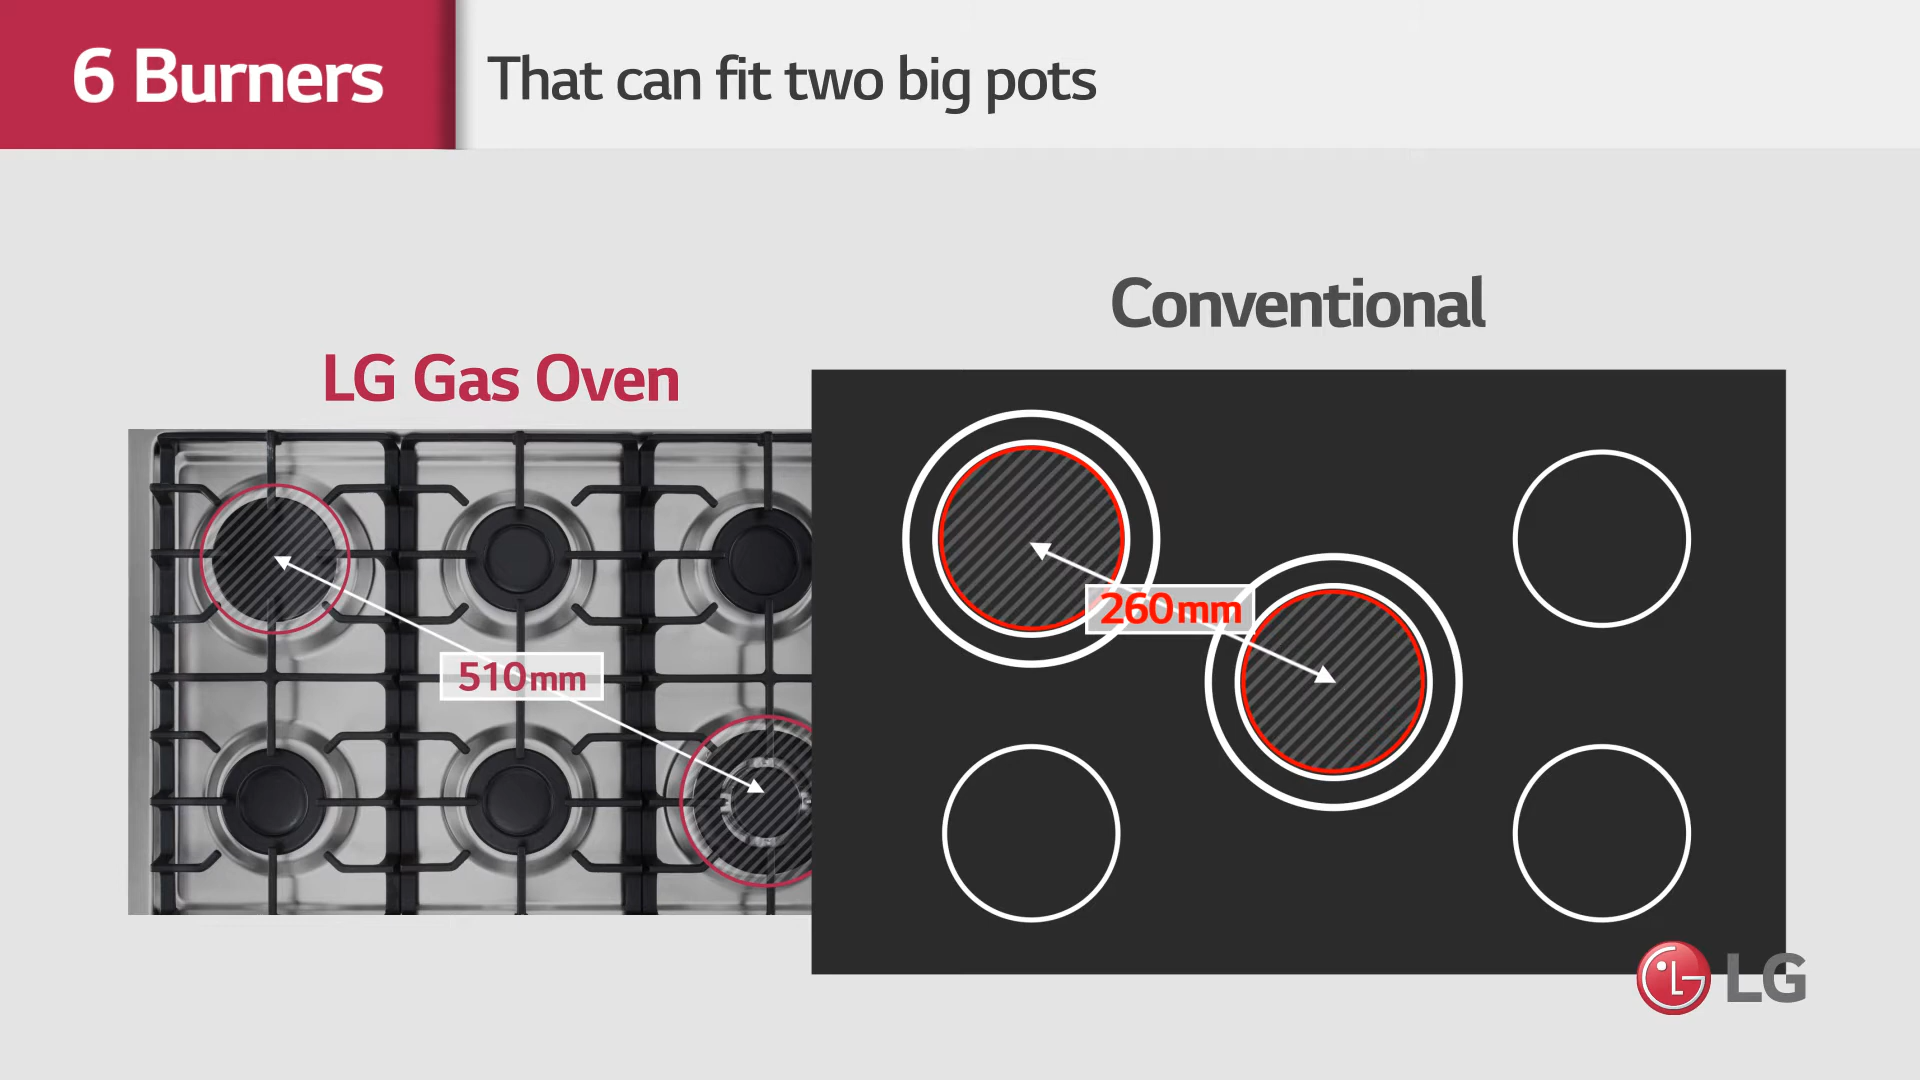 6 Burners
That can fit two big pots
Conventional
LG Gas Oven
260mm
510mm
LG